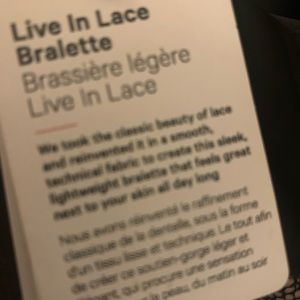 Live In Lace
Bralette
Brassière légère
Live In Lace
We took the classic beauty of lace
and reinvented it in a smooth,
technical fabric to create this sleek,
lightweight bralette that feels great
next to your skin all day long
Nous avons réinventé le raffinement
classique de la dentelle, sous la forme
d'un tissu lisse et technique. Le tout afin
de créer ce soutien-gorge léger et
qui procure une sensation
la peau, du matin au soir